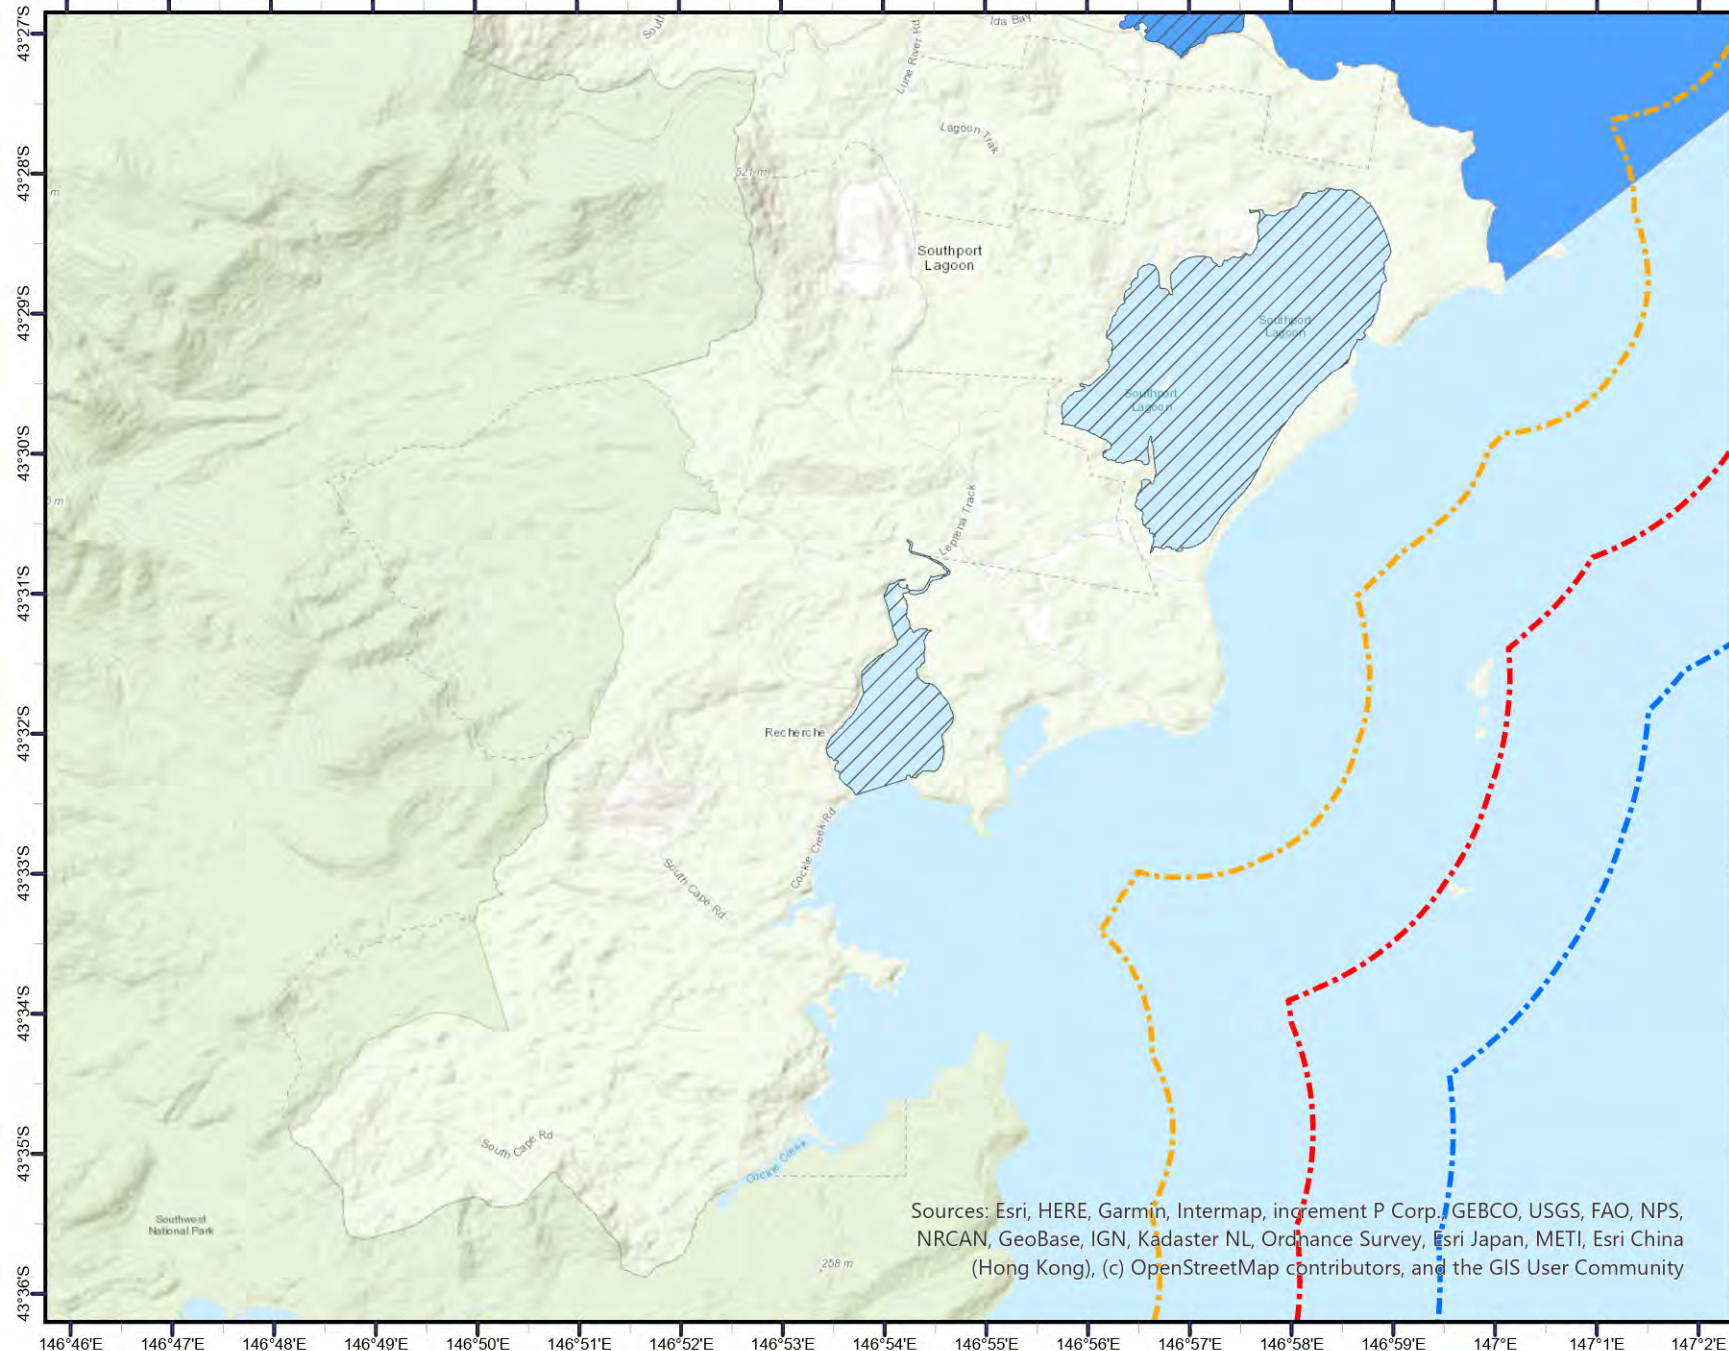 43°27'S
South
Lune River Rd
Ida Bay
Lagoon Trak
43°28'S
521 m
m
Southport
Lagoon
43°29'S
Southport
Lagoon
Southport
Lagoon
43°30'S
Leprena Track
43°31'S
43°32'S
Recherche
Cockle Creek Rd
43°33'S
South Cape Rd
43°34'S
43°35'S
South Cape Rd
Cockle Creek
Southwest
National Park
Sources: Esri, HERE, Garmin, Intermap, increment P Corp., GEBCO, USGS, FAO, NPS,
NRCAN, GeoBase, IGN, Kadaster NL, Ordnance Survey, Esri Japan, METI, Esri China
(Hong Kong), (c) OpenStreetMap contributors, and the GIS User Community
258 m
43°36'S
146°46'E 146°47'E 146°48'E 146°49'E 146°50'E 146°51'E 146°52'E 146°53'E 146°54'E 146°55'E 146°56'E 146°57'E 146°58'E 146°59'E 147°E 147°1'E 147°2'E